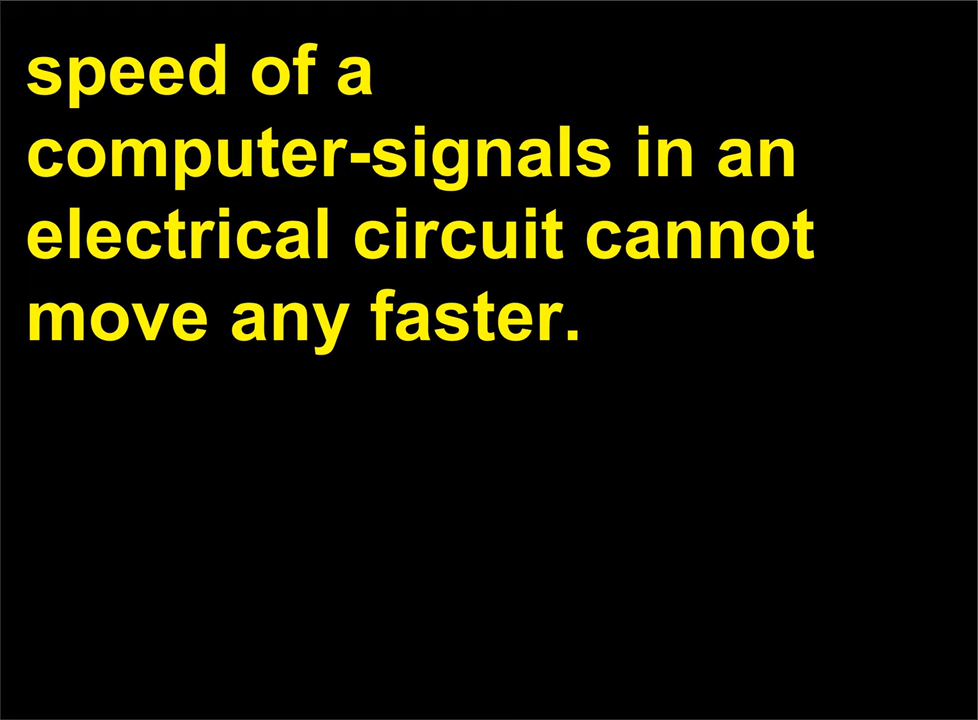 speed of a
computer-signals in an
electrical circuit cannot
move any faster.